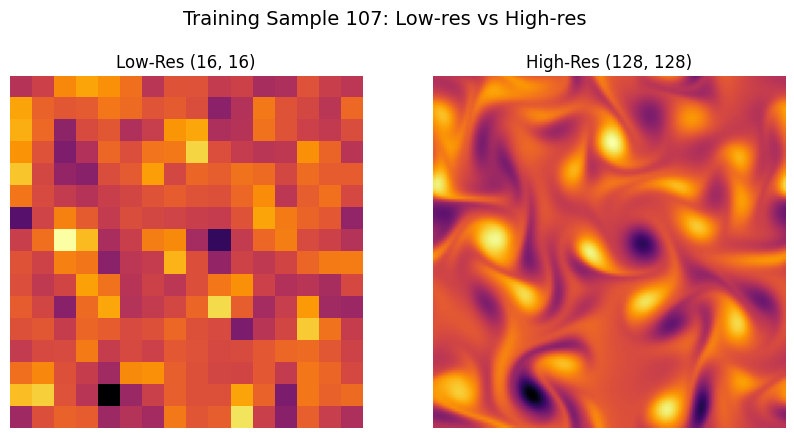 Training Sample 107: Low-res vs High-res
Low-Res (16, 16)
High-Res (128, 128)